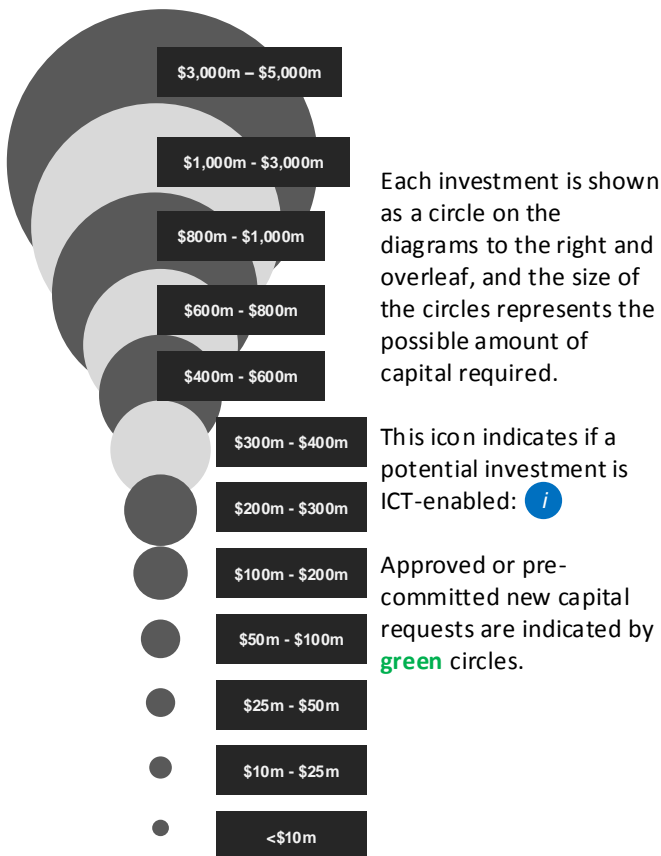 $3,000m – $5,000m
$1,000m - $3,000m
$800m - $1,000m
$600m - $800m
$400m - $600m
$300m - $400m
$200m - $300m
$100m - $200m
$50m - $100m
$25m - $50m
$10m - $25m
<$10m
Each investment is shown
as a circle on the
diagrams to the right and
overleaf, and the size of
the circles represents the
possible amount of
capital required.
This icon indicates if a
potential investment is
ICT-enabled: i
Approved or pre-
committed new capital
requests are indicated by
green circles.